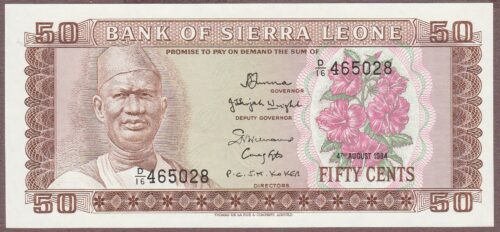 50 BANK OF SIERRA LEONE 50
PROMISE TO PAY ON DEMAND THE SUM OF
D/16 465028
GOVERNOR
DEPUTY GOVERNOR
4TH AUGUST 1984
D/16 465028
P.C. S.M. KOKER
FIFTY CENTS
DIRECTORS
50 50
THOMAS DE LA RUE & COMPANY, LIMITED